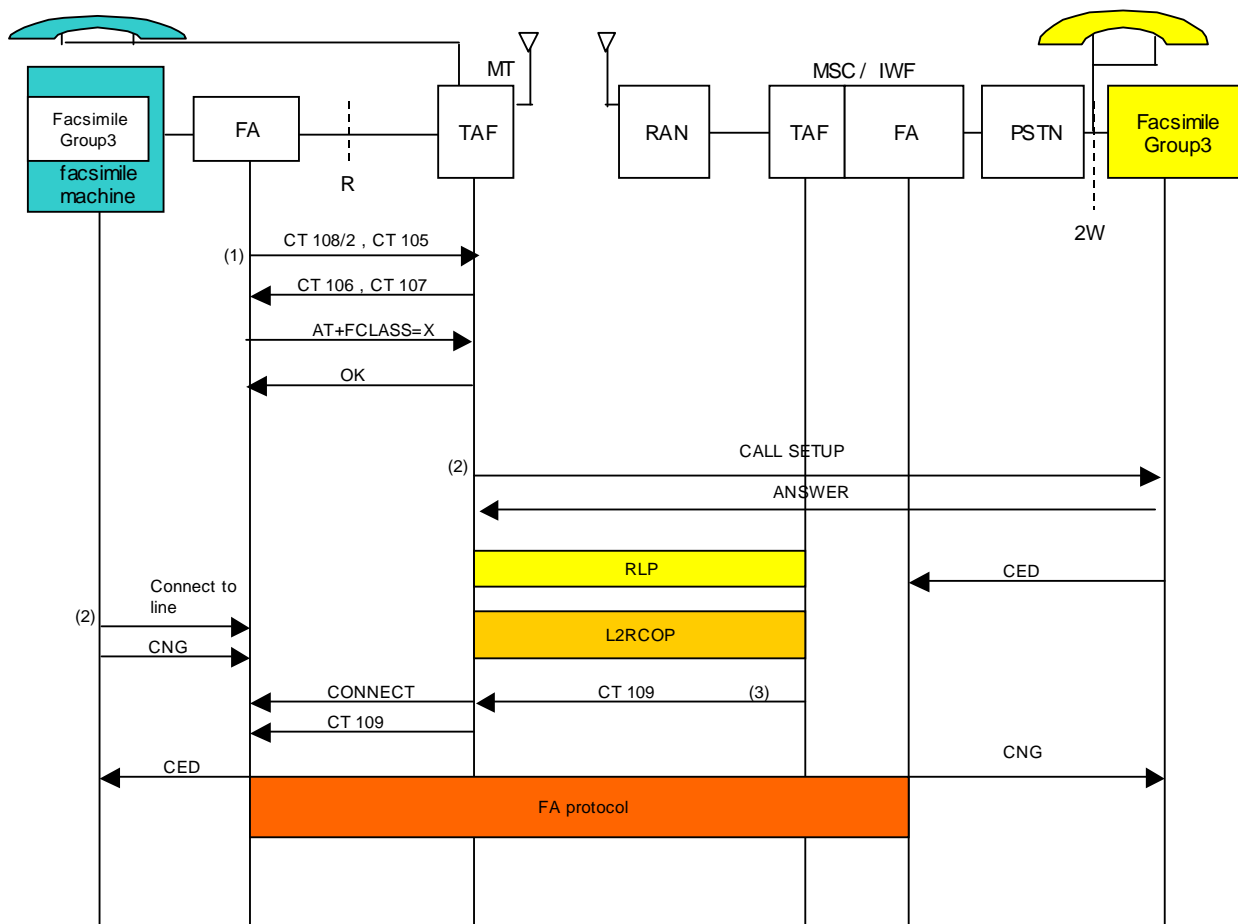 MT
MSC / IWF
Facsimile
Group3
facsimile
machine
FA
R
TAF
RAN
TAF
FA
PSTN
2W
Facsimile
Group3
(1)
CT 108/2 , CT 105
CT 106 , CT 107
AT+FCLASS=X
OK
(2)
CALL SETUP
ANSWER
RLP
CED
Connect to
line
(2)
L2RCOP
CNG
CONNECT
CT 109
(3)
CT 109
CED
CNG
FA protocol